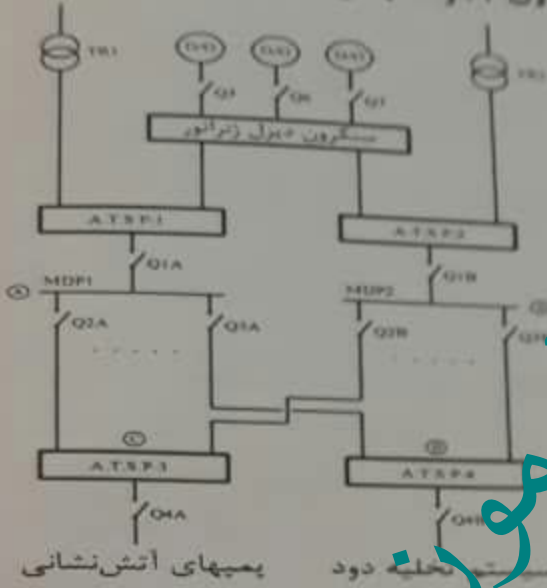 TR1
D/G D/G D/G
Q5 Q6 Q7
سنکرون دیزل ژنراتور
A.T.S.P-1
A.T.S.P-2
Q1A
Q1B
MDP1
MDP2
Q2A
Q3A
Q2B
A.T.S.P-3
A.T.S.P-4
Q4A
پمپهای آتش‌نشانی
تخلیه دود